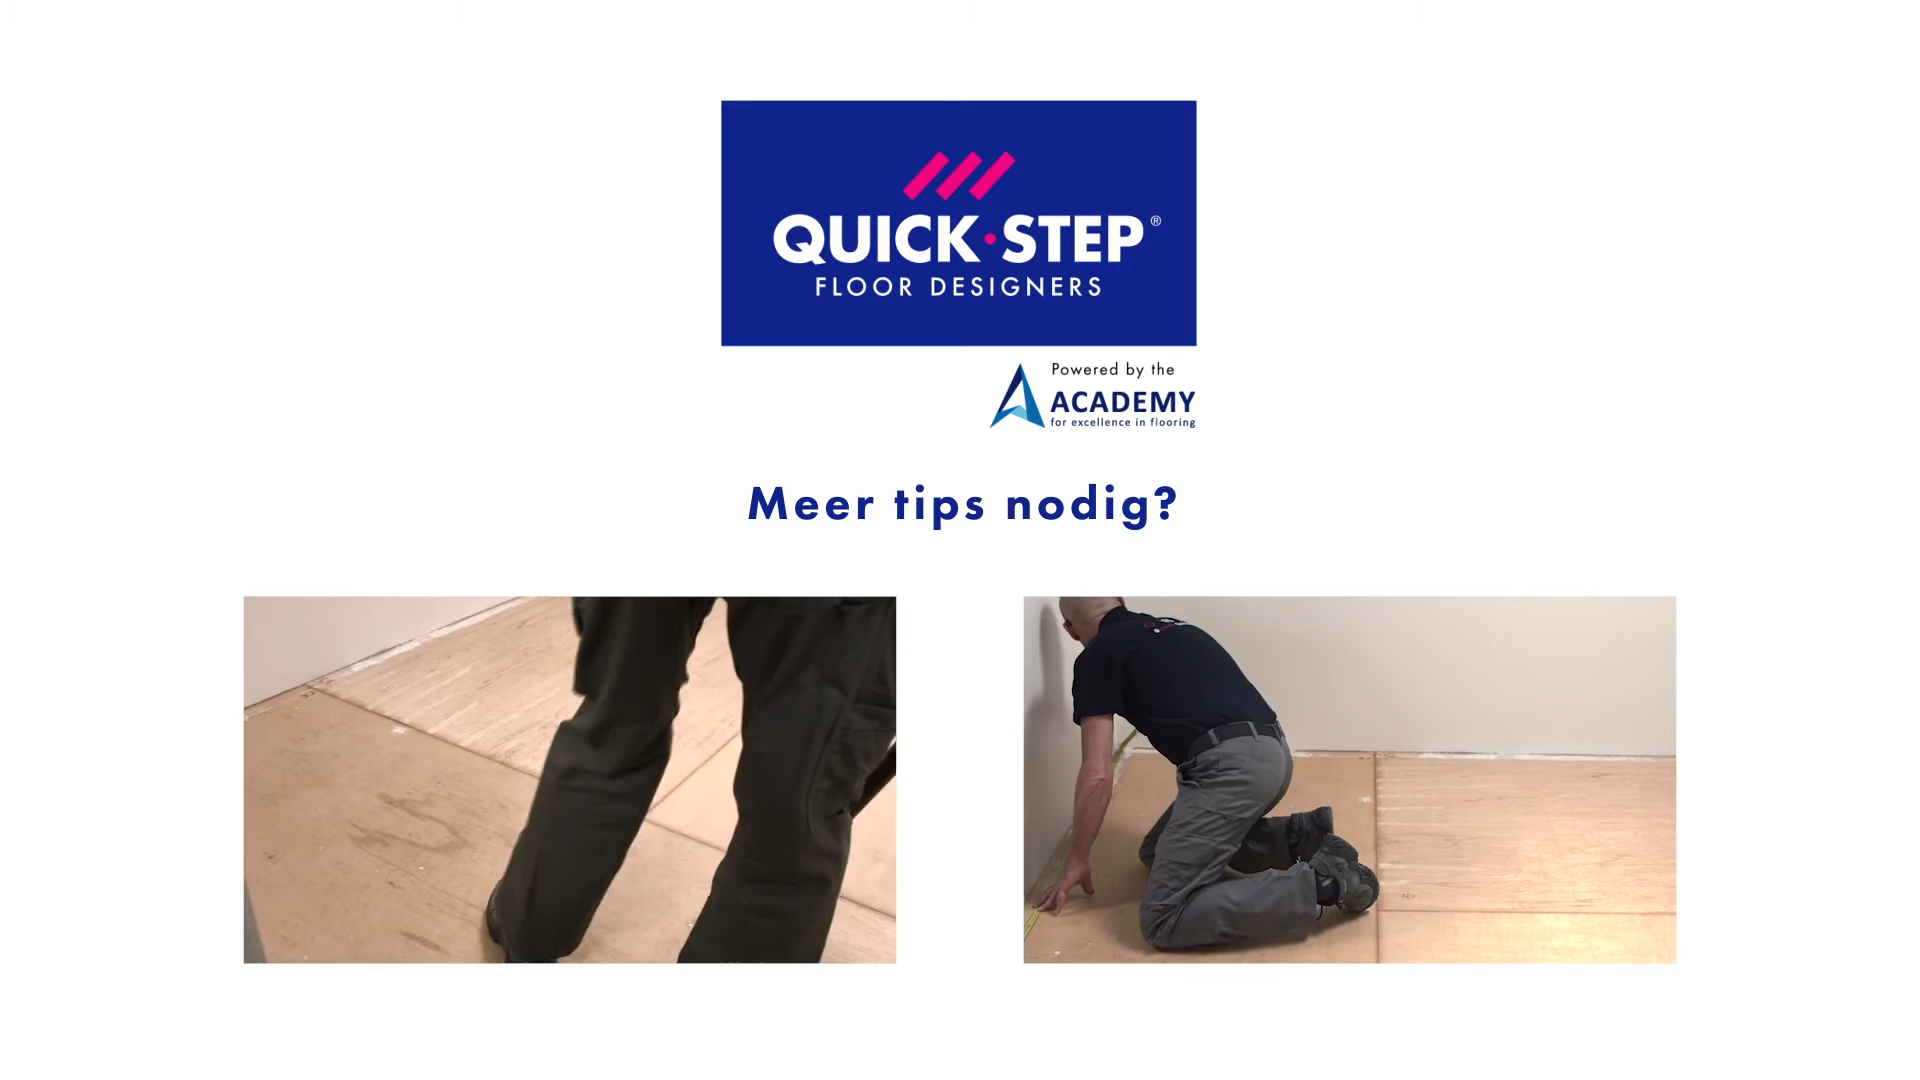 QUICK·STEP®
FLOOR DESIGNERS
Powered by the
ACADEMY
for excellence in flooring
Meer tips nodig?